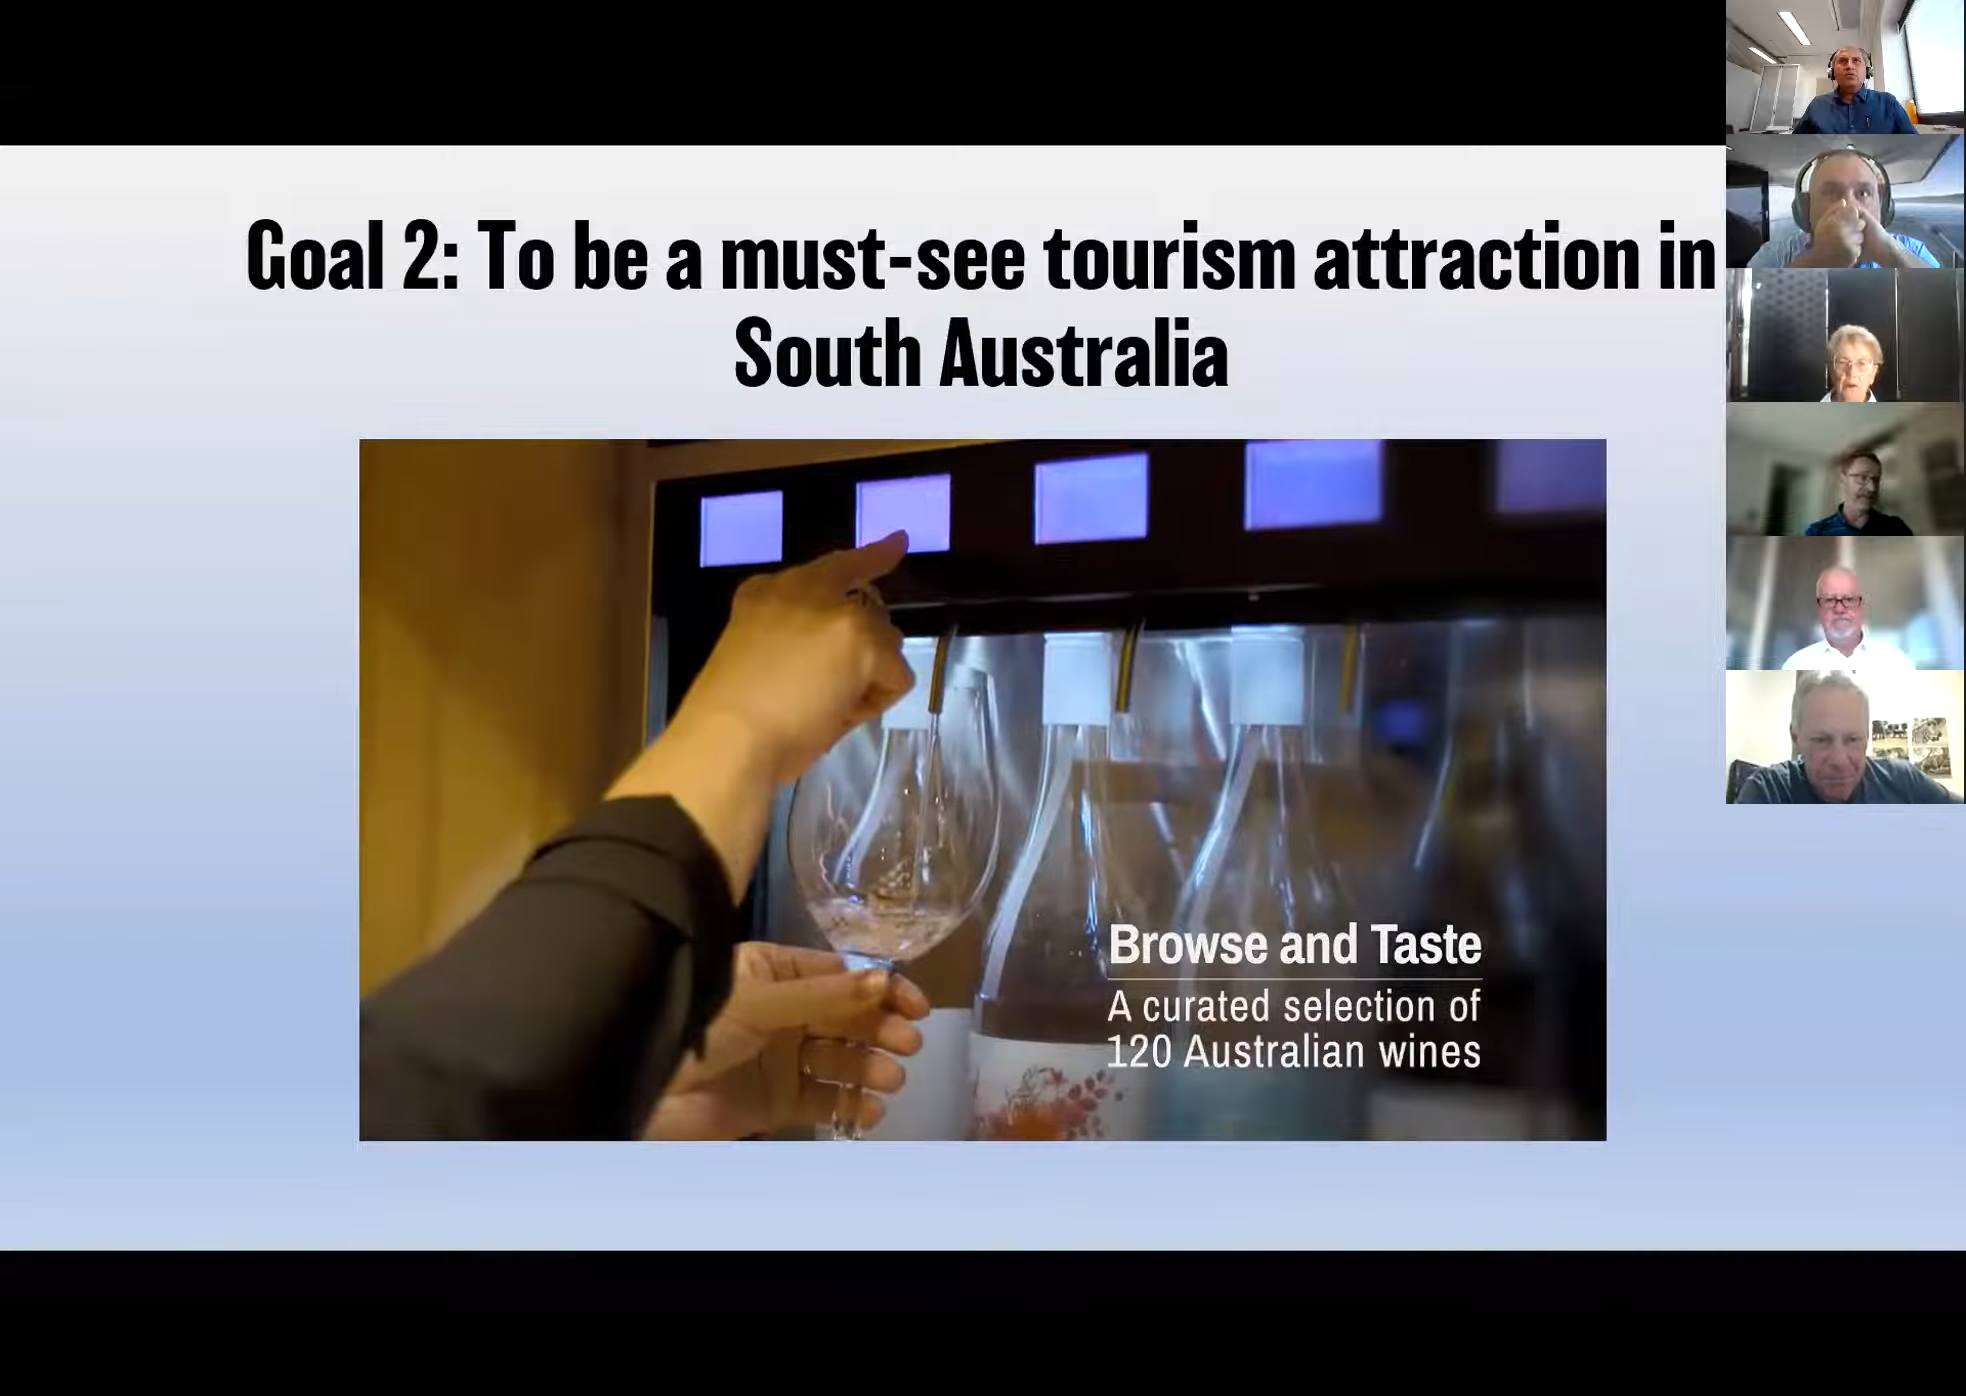 Goal 2: To be a must-see tourism attraction in
South Australia
Browse and Taste
A curated selection of
120 Australian wines